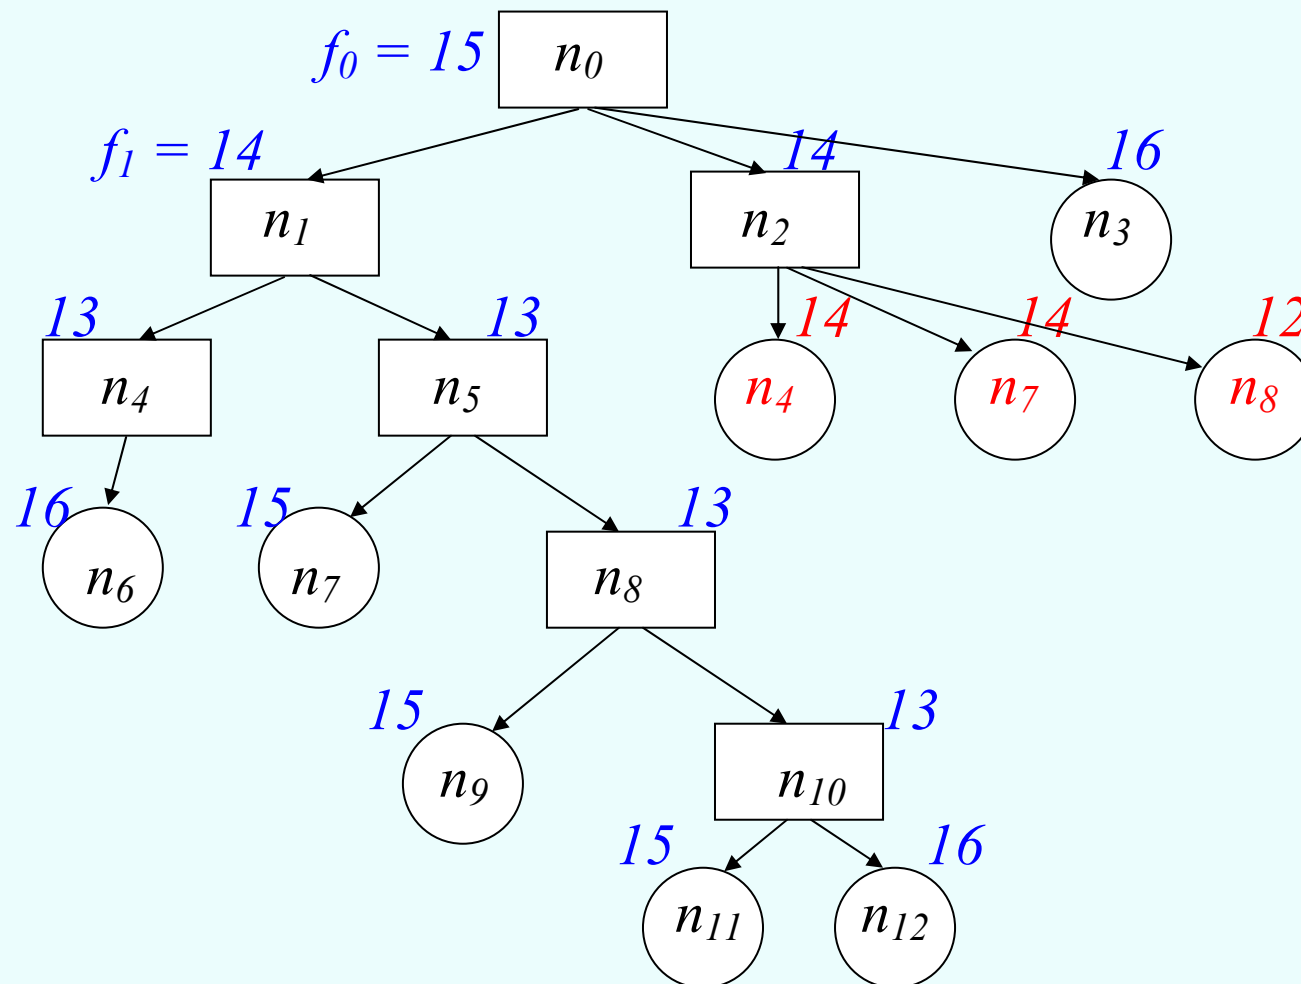 f₀ = 15 n₀
f₁ = 14 14 16
n₁ n₂ n₃
13 13 14 14 12
n₄ n₅ n₄ n₇ n₈
16 15 13
n₆ n₇ n₈
15 13
n₉ n₁₀
15 16
n₁₁ n₁₂